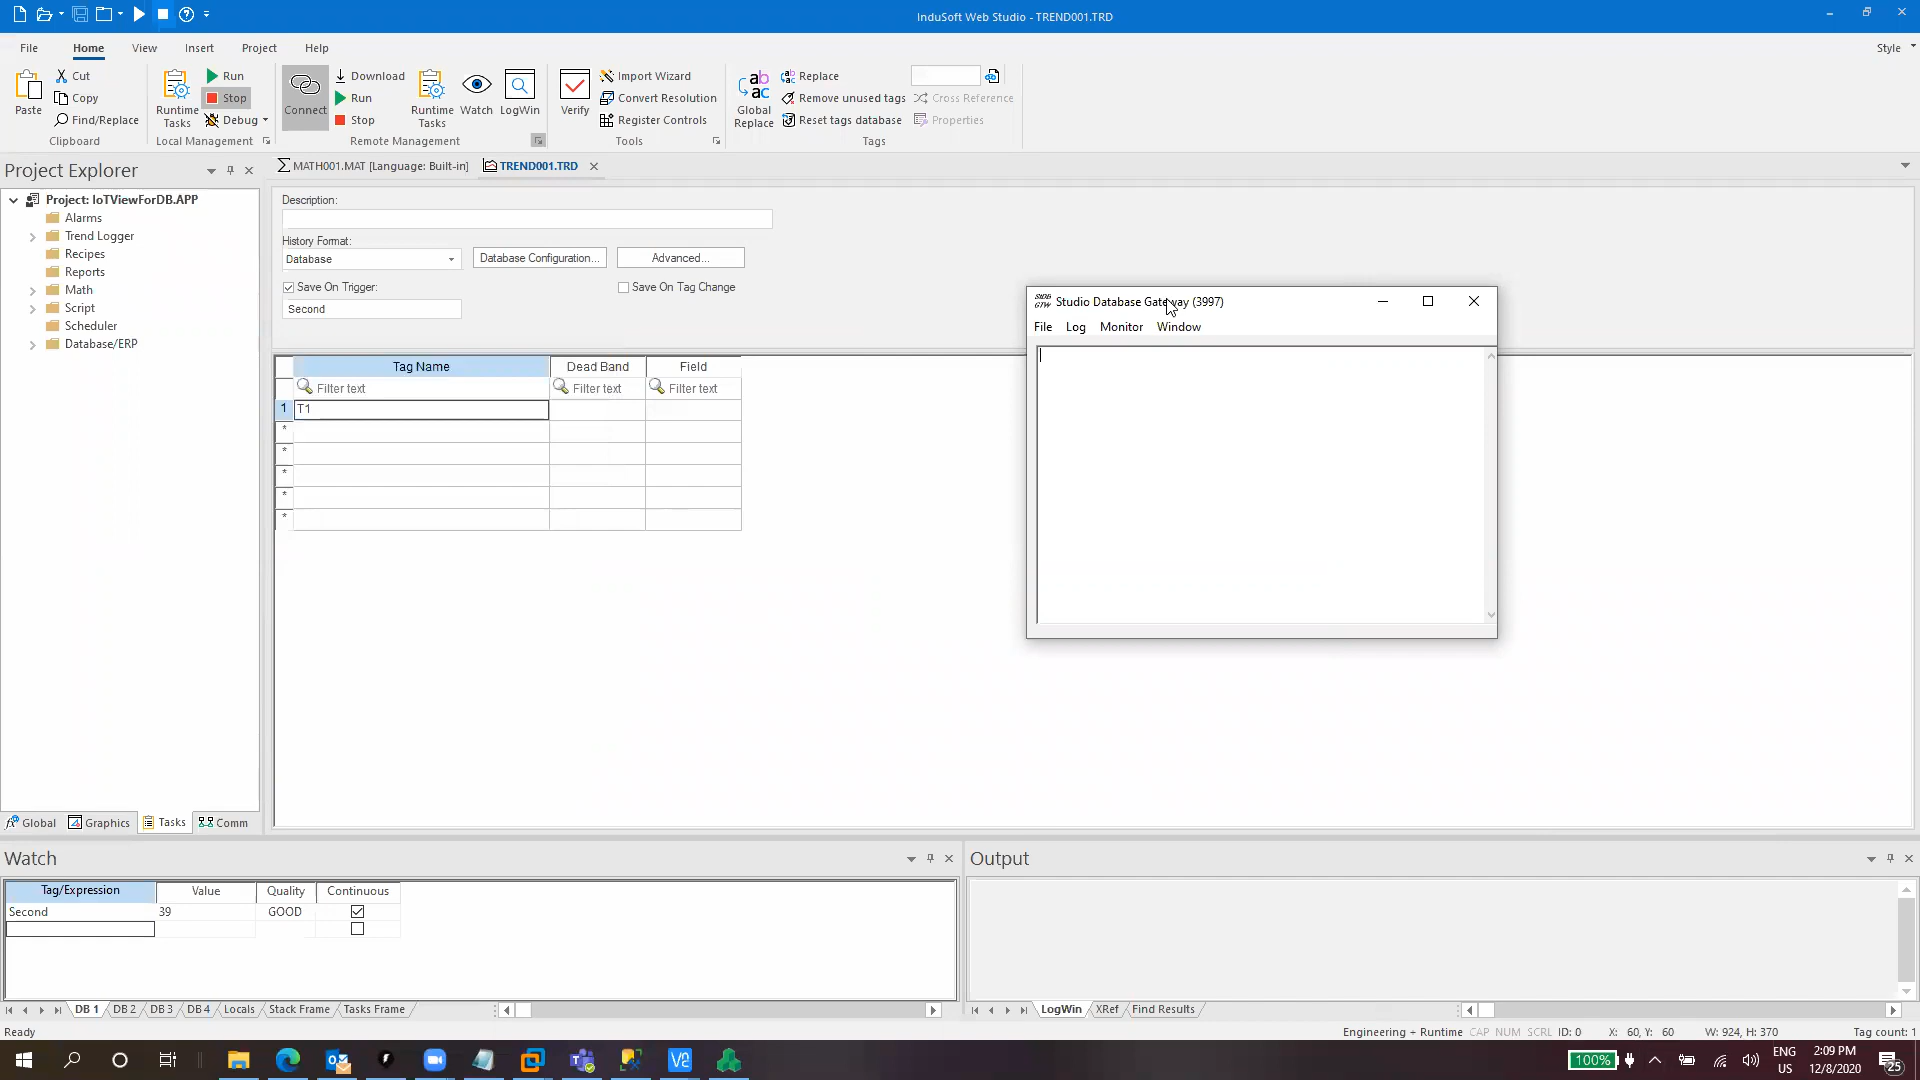 InduSoft Web Studio - TREND001.TRD
File Home View Insert Project Help Style
Paste
Cut
Copy
Find/Replace
Clipboard
Runtime Tasks
Run
Stop
Debug
Local Management
Connect
Download
Run
Stop
Runtime Tasks
Watch
LogWin
Remote Management
Verify
Import Wizard
Convert Resolution
Register Controls
Tools
Global Replace
Replace
Remove unused tags
Reset tags database
Cross Reference
Properties
Tags
Project Explorer
Project: IoTViewForDB.APP
Alarms
Trend Logger
Recipes
Reports
Math
Script
Scheduler
Database/ERP
Global Graphics Tasks Comm
MATH001.MAT [Language: Built-in] TREND001.TRD
Description:
History Format:
Database Database Configuration... Advanced...
Save On Trigger: Save On Tag Change
Second
Tag Name Dead Band Field
Filter text Filter text Filter text
1 T1
*
*
*
*
*
Studio Database Gateway (3997)
File Log Monitor Window
Watch
Tag/Expression Value Quality Continuous
Second 39 GOOD
DB 1 DB 2 DB 3 DB 4 Locals Stack Frame Tasks Frame
Output
LogWin XRef Find Results
Ready Engineering + Runtime CAP NUM SCRL ID: 0 X: 60, Y: 60 W: 924, H: 370 Tag count: 1
100% ENG US 2:09 PM 12/8/2020 25